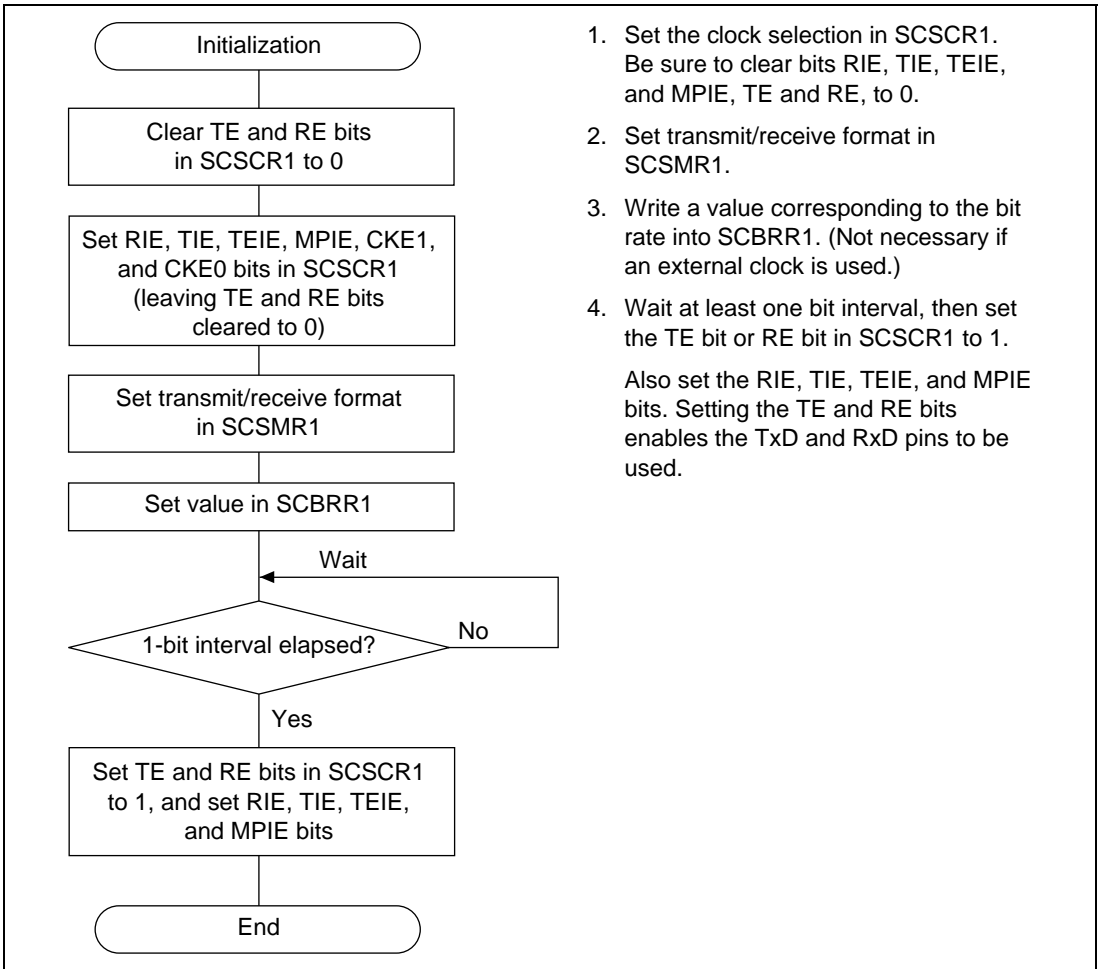 Initialization
Clear TE and RE bits
in SCSCR1 to 0
Set RIE, TIE, TEIE, MPIE, CKE1,
and CKE0 bits in SCSCR1
(leaving TE and RE bits
cleared to 0)
Set transmit/receive format
in SCSMR1
Set value in SCBRR1
Wait
1-bit interval elapsed?
No
Yes
Set TE and RE bits in SCSCR1
to 1, and set RIE, TIE, TEIE,
and MPIE bits
End
1. Set the clock selection in SCSCR1.
Be sure to clear bits RIE, TIE, TEIE,
and MPIE, TE and RE, to 0.
2. Set transmit/receive format in
SCSMR1.
3. Write a value corresponding to the bit
rate into SCBRR1. (Not necessary if
an external clock is used.)
4. Wait at least one bit interval, then set
the TE bit or RE bit in SCSCR1 to 1.
Also set the RIE, TIE, TEIE, and MPIE
bits. Setting the TE and RE bits
enables the TxD and RxD pins to be
used.